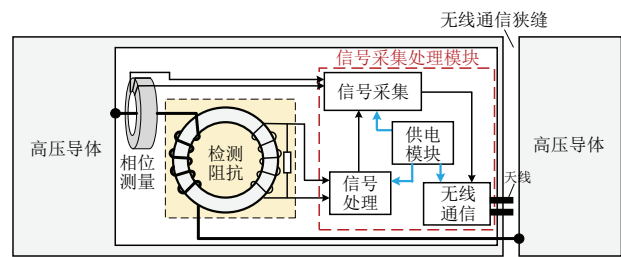 无线通信狭缝
信号采集处理模块
信号采集
高压导体
相位
测量
检测
阻抗
供电
模块
信号
处理
无线
通信
天线
高压导体